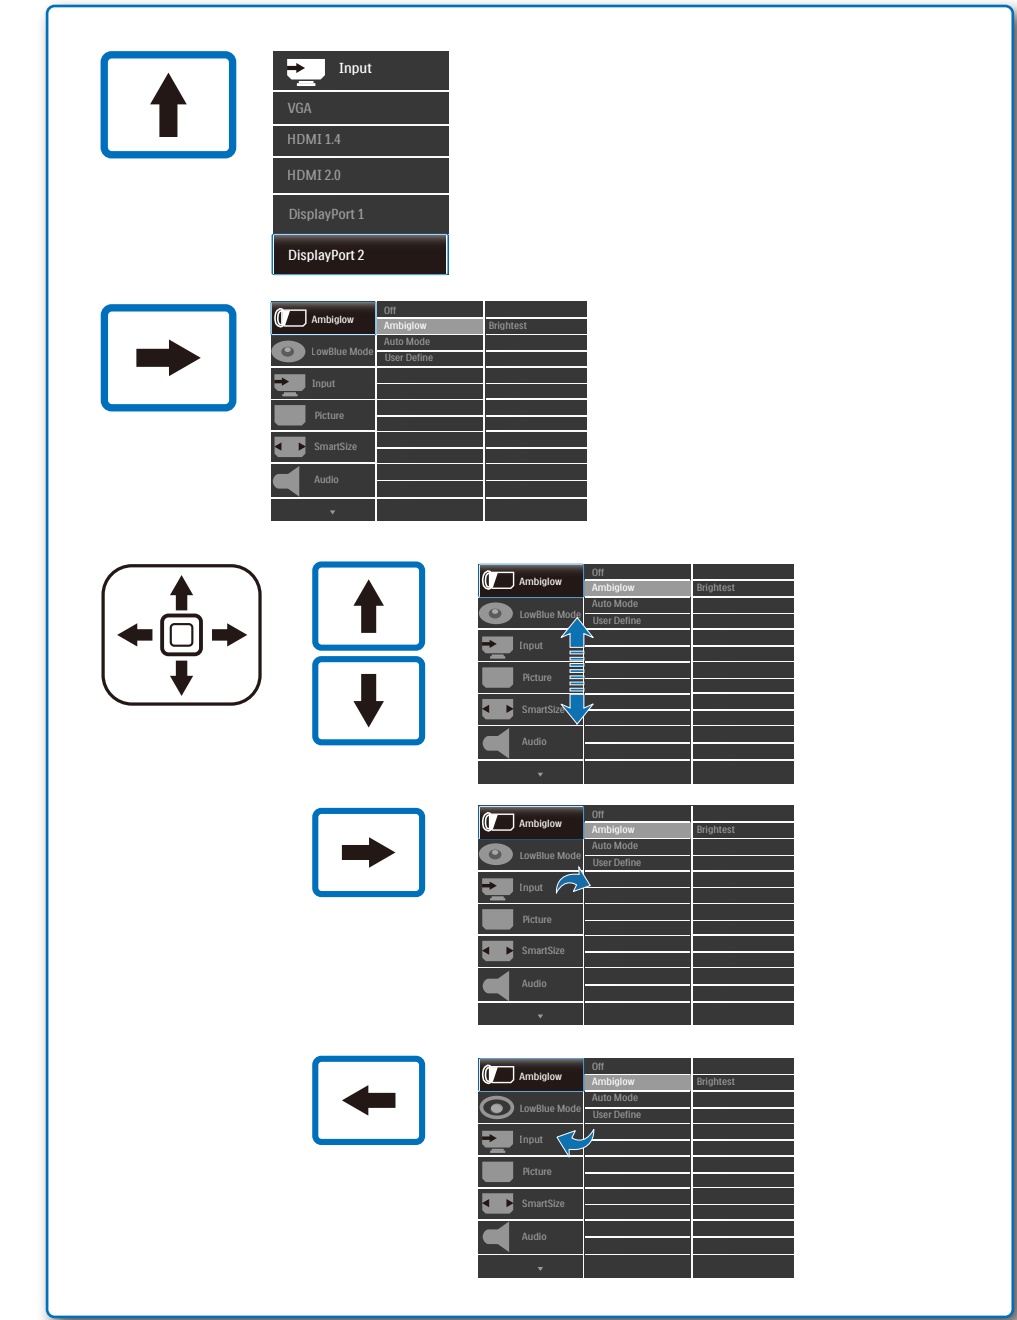 Input
VGA
HDMI 1.4
HDMI 2.0
DisplayPort 1
DisplayPort 2
Ambiglow
LowBlue Mode
Input
Picture
SmartSize
Audio
Off
Ambiglow
Auto Mode
User Define
Brightest
Ambiglow
LowBlue Mode
Input
Picture
SmartSize
Audio
Off
Ambiglow
Auto Mode
User Define
Brightest
Ambiglow
LowBlue Mode
Input
Picture
SmartSize
Audio
Off
Ambiglow
Auto Mode
User Define
Brightest
Ambiglow
LowBlue Mode
Input
Picture
SmartSize
Audio
Off
Ambiglow
Auto Mode
User Define
Brightest